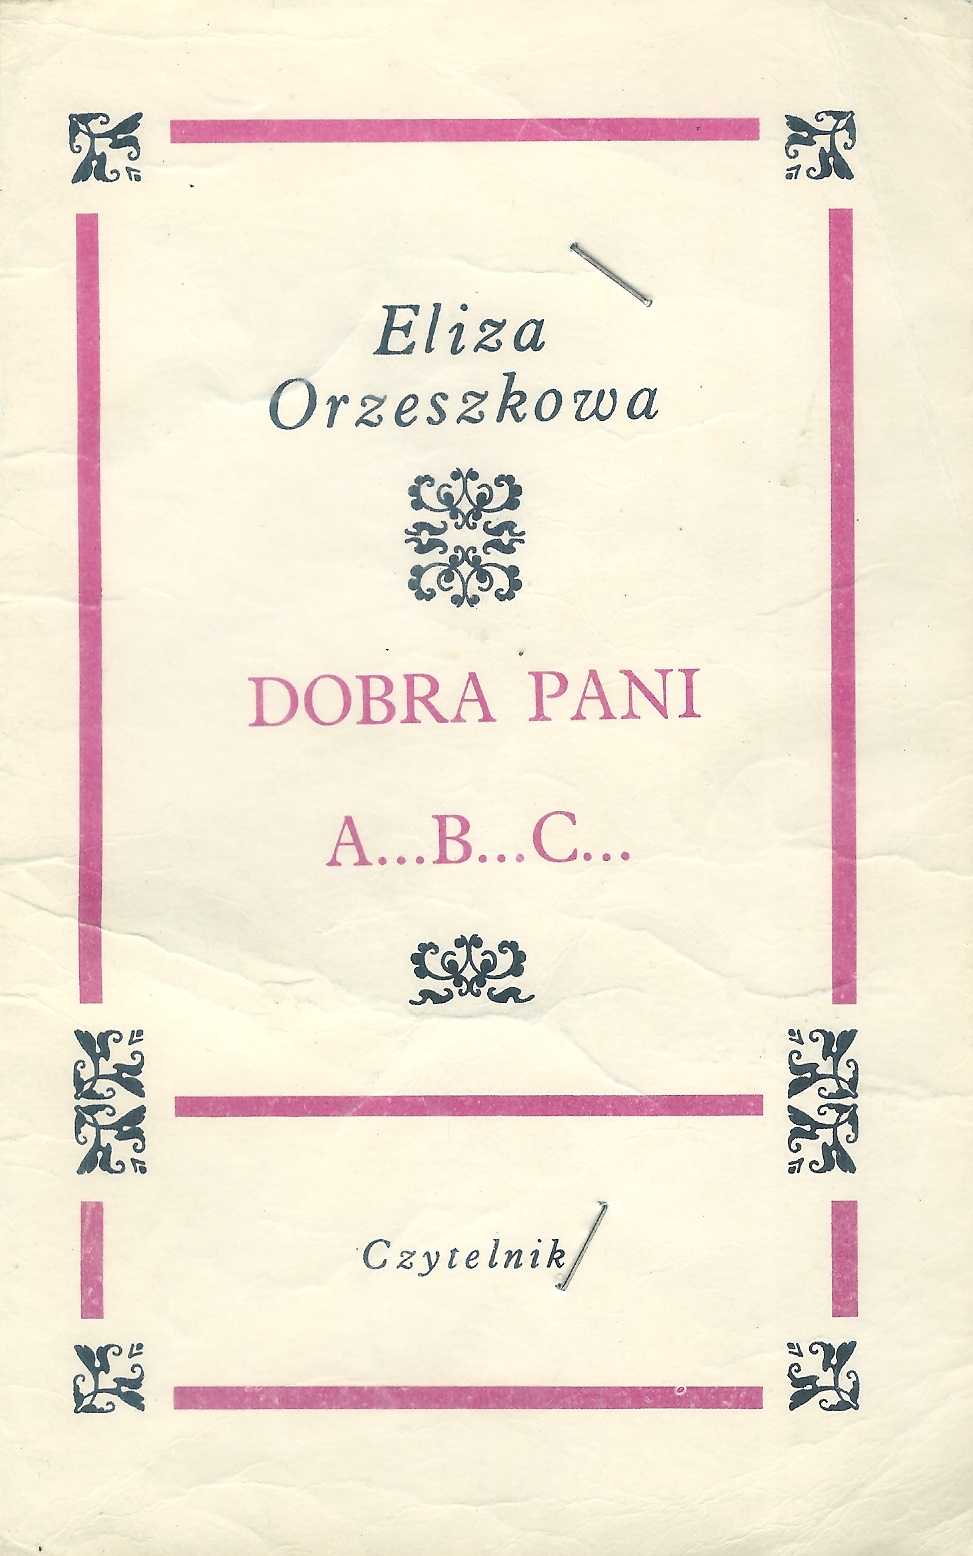 Eliza
Orzeszkowa
DOBRA PANI
A...B...C...
Czytelnik